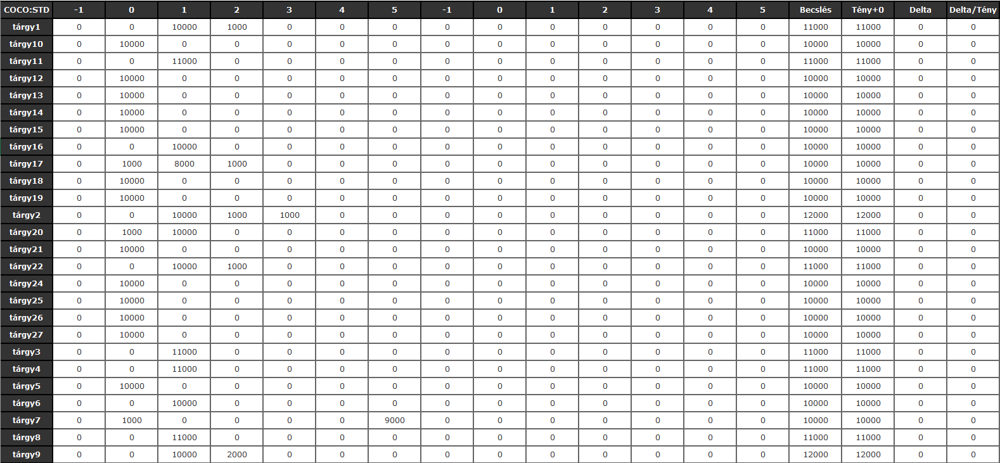 COCO:STD -1 0 1 2 3 4 5 -1 0 1 2 3 4 5 Becslés Tény+0 Delta Delta/Tény
tárgy1 0 0 10000 1000 0 0 0 0 0 0 0 0 0 0 11000 11000 0 0
tárgy10 0 10000 0 0 0 0 0 0 0 0 0 0 0 0 10000 10000 0 0
tárgy11 0 0 11000 0 0 0 0 0 0 0 0 0 0 0 11000 11000 0 0
tárgy12 0 10000 0 0 0 0 0 0 0 0 0 0 0 0 10000 10000 0 0
tárgy13 0 10000 0 0 0 0 0 0 0 0 0 0 0 0 10000 10000 0 0
tárgy14 0 10000 0 0 0 0 0 0 0 0 0 0 0 0 10000 10000 0 0
tárgy15 0 10000 0 0 0 0 0 0 0 0 0 0 0 0 10000 10000 0 0
tárgy16 0 0 10000 0 0 0 0 0 0 0 0 0 0 0 10000 10000 0 0
tárgy17 0 1000 8000 1000 0 0 0 0 0 0 0 0 0 0 10000 10000 0 0
tárgy18 0 10000 0 0 0 0 0 0 0 0 0 0 0 0 10000 10000 0 0
tárgy19 0 10000 0 0 0 0 0 0 0 0 0 0 0 0 10000 10000 0 0
tárgy2 0 0 10000 1000 1000 0 0 0 0 0 0 0 0 0 12000 12000 0 0
tárgy20 0 1000 10000 0 0 0 0 0 0 0 0 0 0 0 11000 11000 0 0
tárgy21 0 10000 0 0 0 0 0 0 0 0 0 0 0 0 10000 10000 0 0
tárgy22 0 0 10000 1000 0 0 0 0 0 0 0 0 0 0 11000 11000 0 0
tárgy24 0 10000 0 0 0 0 0 0 0 0 0 0 0 0 10000 10000 0 0
tárgy25 0 10000 0 0 0 0 0 0 0 0 0 0 0 0 10000 10000 0 0
tárgy26 0 10000 0 0 0 0 0 0 0 0 0 0 0 0 10000 10000 0 0
tárgy27 0 10000 0 0 0 0 0 0 0 0 0 0 0 0 10000 10000 0 0
tárgy3 0 0 11000 0 0 0 0 0 0 0 0 0 0 0 11000 11000 0 0
tárgy4 0 0 11000 0 0 0 0 0 0 0 0 0 0 0 11000 11000 0 0
tárgy5 0 10000 0 0 0 0 0 0 0 0 0 0 0 0 10000 10000 0 0
tárgy6 0 0 10000 0 0 0 0 0 0 0 0 0 0 0 10000 10000 0 0
tárgy7 0 1000 0 0 0 0 9000 0 0 0 0 0 0 0 10000 10000 0 0
tárgy8 0 0 11000 0 0 0 0 0 0 0 0 0 0 0 11000 11000 0 0
tárgy9 0 0 10000 2000 0 0 0 0 0 0 0 0 0 0 12000 12000 0 0